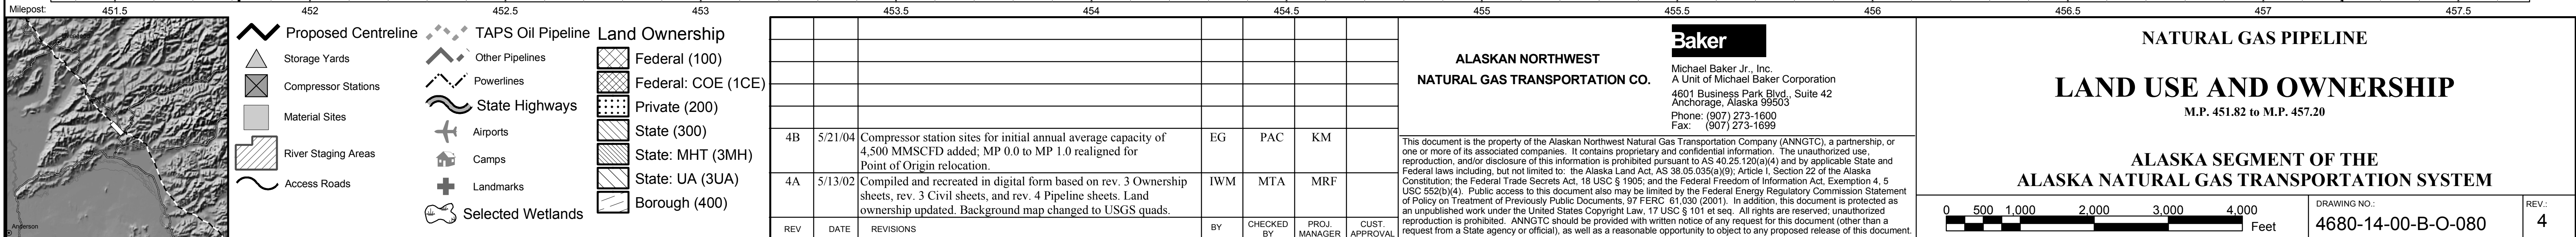 Milepost: 451.5 452 452.5 453 453.5 454 454.5 455 455.5 456 456.5 457 457.5
Anderson
Proposed Centreline
Storage Yards
Compressor Stations
Material Sites
River Staging Areas
Access Roads
TAPS Oil Pipeline
Other Pipelines
Powerlines
State Highways
Airports
Camps
Landmarks
Selected Wetlands
Land Ownership
Federal (100)
Federal: COE (1CE)
Private (200)
State (300)
State: MHT (3MH)
State: UA (3UA)
Borough (400)
4B 5/21/04 Compressor station sites for initial annual average capacity of EG PAC KM
4,500 MMSCFD added; MP 0.0 to MP 1.0 realigned for
Point of Origin relocation.
4A 5/13/02 Compiled and recreated in digital form based on rev. 3 Ownership IWM MTA MRF
sheets, rev. 3 Civil sheets, and rev. 4 Pipeline sheets. Land
ownership updated. Background map changed to USGS quads.
REV DATE REVISIONS BY CHECKED BY PROJ. MANAGER CUST. APPROVAL
ALASKAN NORTHWEST
NATURAL GAS TRANSPORTATION CO.
Baker
Michael Baker Jr., Inc.
A Unit of Michael Baker Corporation
4601 Business Park Blvd., Suite 42
Anchorage, Alaska 99503
Phone: (907) 273-1600
Fax: (907) 273-1699
This document is the property of the Alaskan Northwest Natural Gas Transportation Company (ANNGTC), a partnership, or
one or more of its associated companies. It contains proprietary and confidential information. The unauthorized use,
reproduction, and/or disclosure of this information is prohibited pursuant to AS 40.25.120(a)(4) and by applicable State and
Federal laws including, but not limited to: the Alaska Land Act, AS 38.05.035(a)(9); Article I, Section 22 of the Alaska
Constitution; the Federal Trade Secrets Act, 18 USC § 1905; and the Federal Freedom of Information Act, Exemption 4, 5
USC 552(b)(4). Public access to this document also may be limited by the Federal Energy Regulatory Commission Statement
of Policy on Treatment of Previously Public Documents, 97 FERC 61,030 (2001). In addition, this document is protected as
an unpublished work under the United States Copyright Law, 17 USC § 101 et seq. All rights are reserved; unauthorized
reproduction is prohibited. ANNGTC should be provided with written notice of any request for this document (other than a
request from a State agency or official), as well as a reasonable opportunity to object to any proposed release of this document.
NATURAL GAS PIPELINE
LAND USE AND OWNERSHIP
M.P. 451.82 to M.P. 457.20
ALASKA SEGMENT OF THE
ALASKA NATURAL GAS TRANSPORTATION SYSTEM
0 500 1,000 2,000 3,000 4,000
Feet
DRAWING NO.:
4680-14-00-B-O-080
REV.:
4